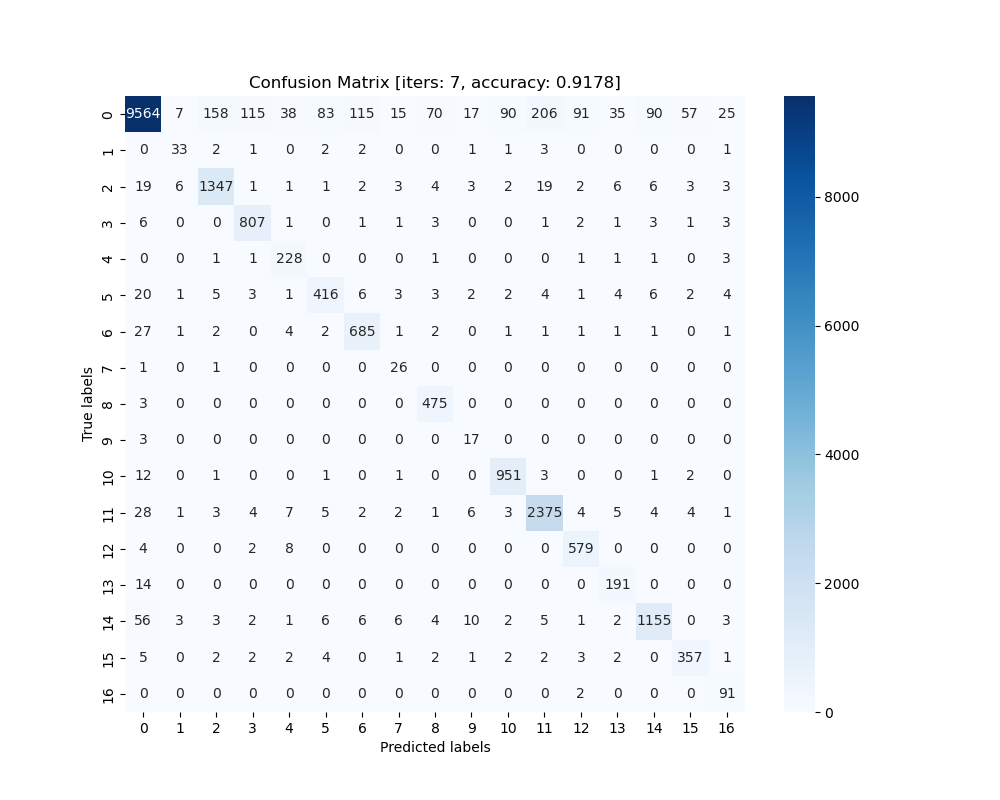 Confusion Matrix [iters: 7, accuracy: 0.9178]
0 9564 7 158 115 38 83 115 15 70 17 90 206 91 35 90 57 25
1 0 33 2 1 0 2 2 0 0 1 1 3 0 0 0 0 1
2 19 6 1347 1 1 1 2 3 4 3 2 19 2 6 6 3 3
3 6 0 0 807 1 0 1 1 3 0 0 1 2 1 3 1 3
4 0 0 1 1 228 0 0 0 1 0 0 0 1 1 1 0 3
5 20 1 5 3 1 416 6 3 3 2 2 4 1 4 6 2 4
6 27 1 2 0 4 2 685 1 2 0 1 1 1 1 1 0 1
7 1 0 1 0 0 0 0 26 0 0 0 0 0 0 0 0 0
8 3 0 0 0 0 0 0 0 475 0 0 0 0 0 0 0 0
9 3 0 0 0 0 0 0 0 0 17 0 0 0 0 0 0 0
10 12 0 1 0 0 1 0 1 0 0 951 3 0 0 1 2 0
11 28 1 3 4 7 5 2 2 1 6 3 2375 4 5 4 4 1
12 4 0 0 2 8 0 0 0 0 0 0 0 579 0 0 0 0
13 14 0 0 0 0 0 0 0 0 0 0 0 0 191 0 0 0
14 56 3 3 2 1 6 6 6 4 10 2 5 1 2 1155 0 3
15 5 0 2 2 2 4 0 1 2 1 2 2 3 2 0 357 1
16 0 0 0 0 0 0 0 0 0 0 0 0 2 0 0 0 91
0 1 2 3 4 5 6 7 8 9 10 11 12 13 14 15 16
Predicted labels
True labels
8000
6000
4000
2000
0